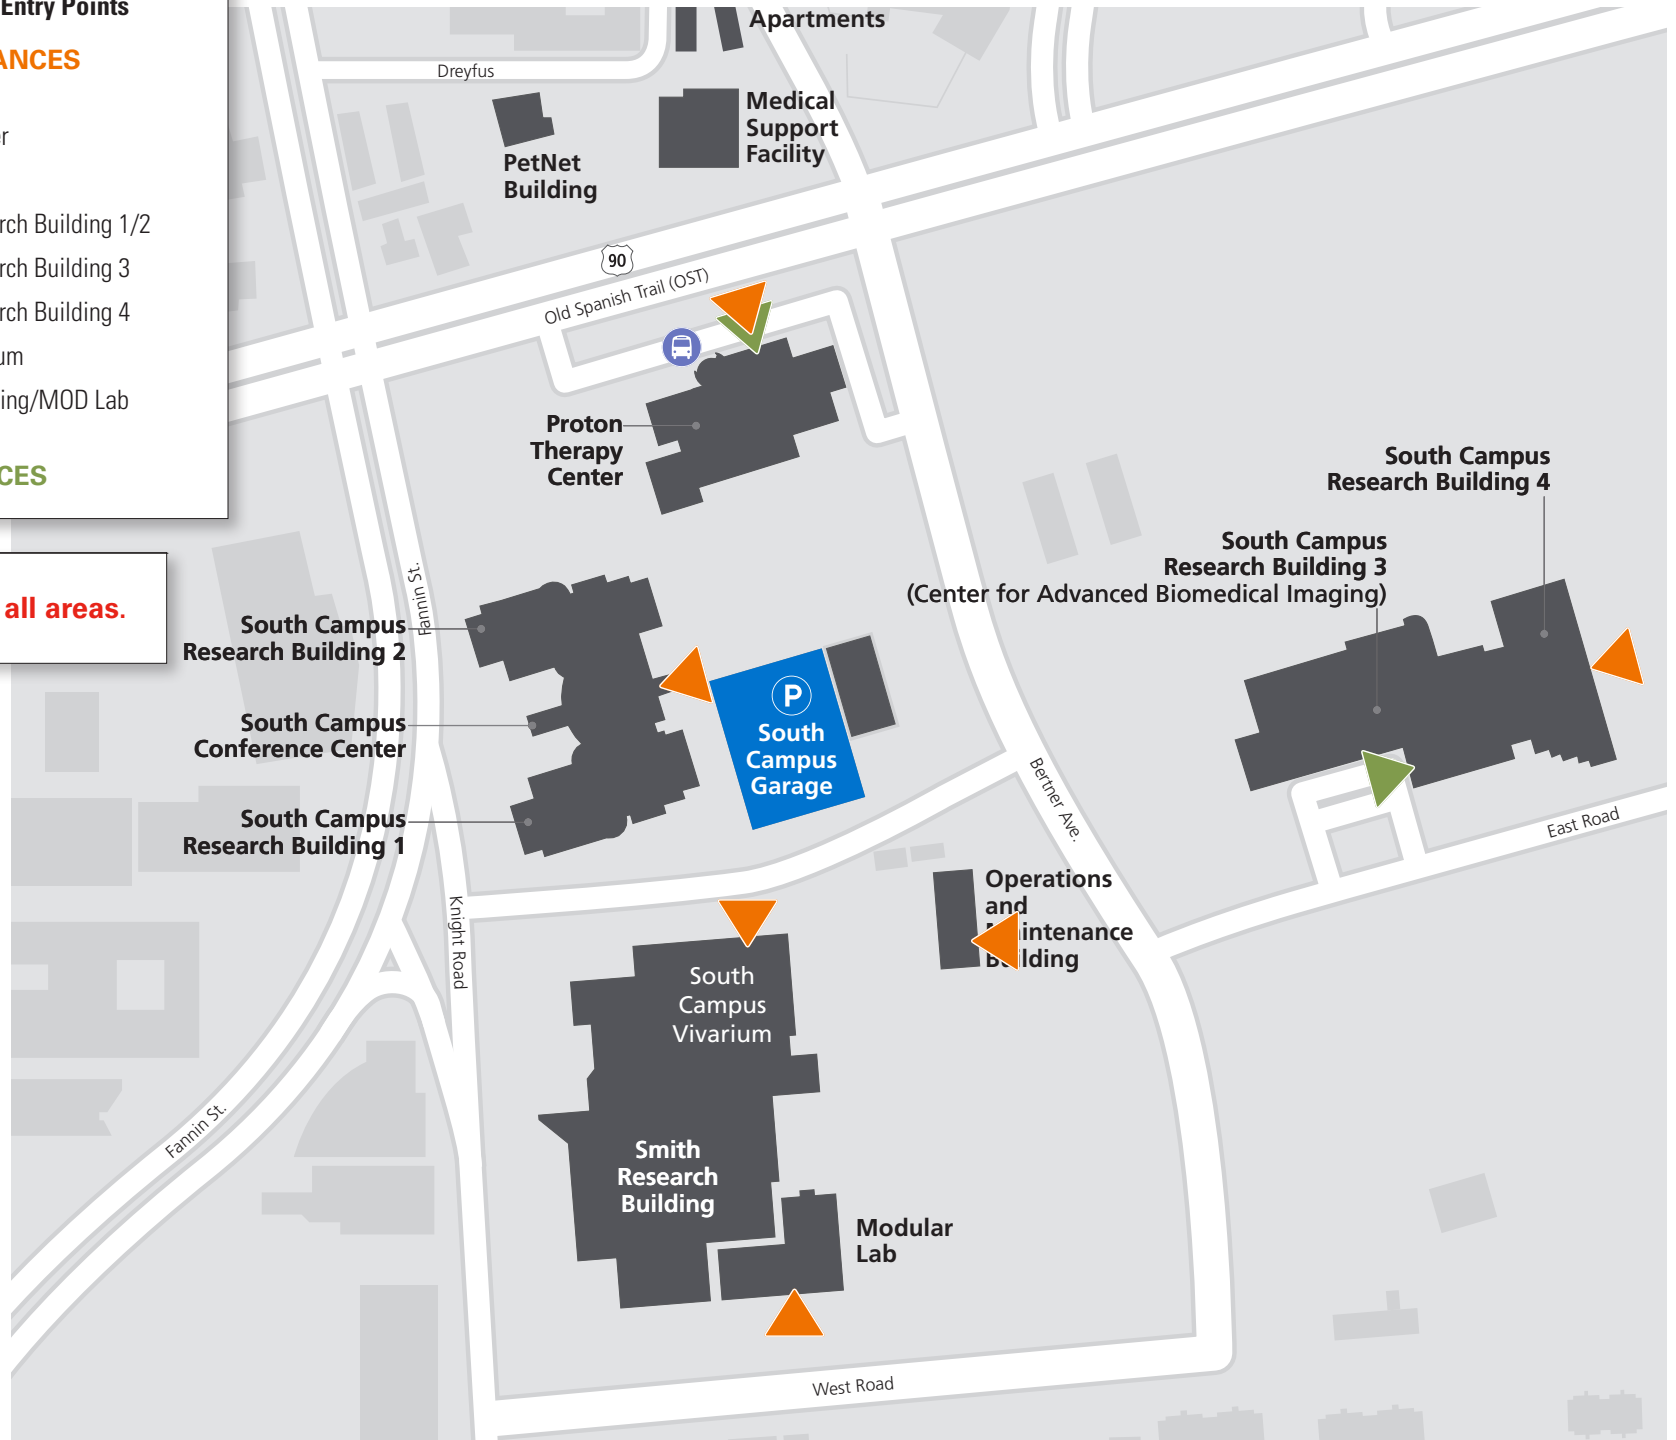 Entry Points
ANCES
er
rch Building 1/2
rch Building 3
rch Building 4
um
ing/MOD Lab
CES
all areas.
Apartments
Dreyfus
Medical
Support
Facility
PetNet
Building
90
Old Spanish Trail (OST)
Proton
Therapy
Center
South Campus
Research Building 4
South Campus
Research Building 3
(Center for Advanced Biomedical Imaging)
Fannin St.
South Campus
Research Building 2
P
South
Campus
Garage
South Campus
Conference Center
South Campus
Research Building 1
Bertner Ave.
East Road
Knight Road
Operations
and
Maintenance
Building
South
Campus
Vivarium
Fannin St.
Smith
Research
Building
Modular
Lab
West Road